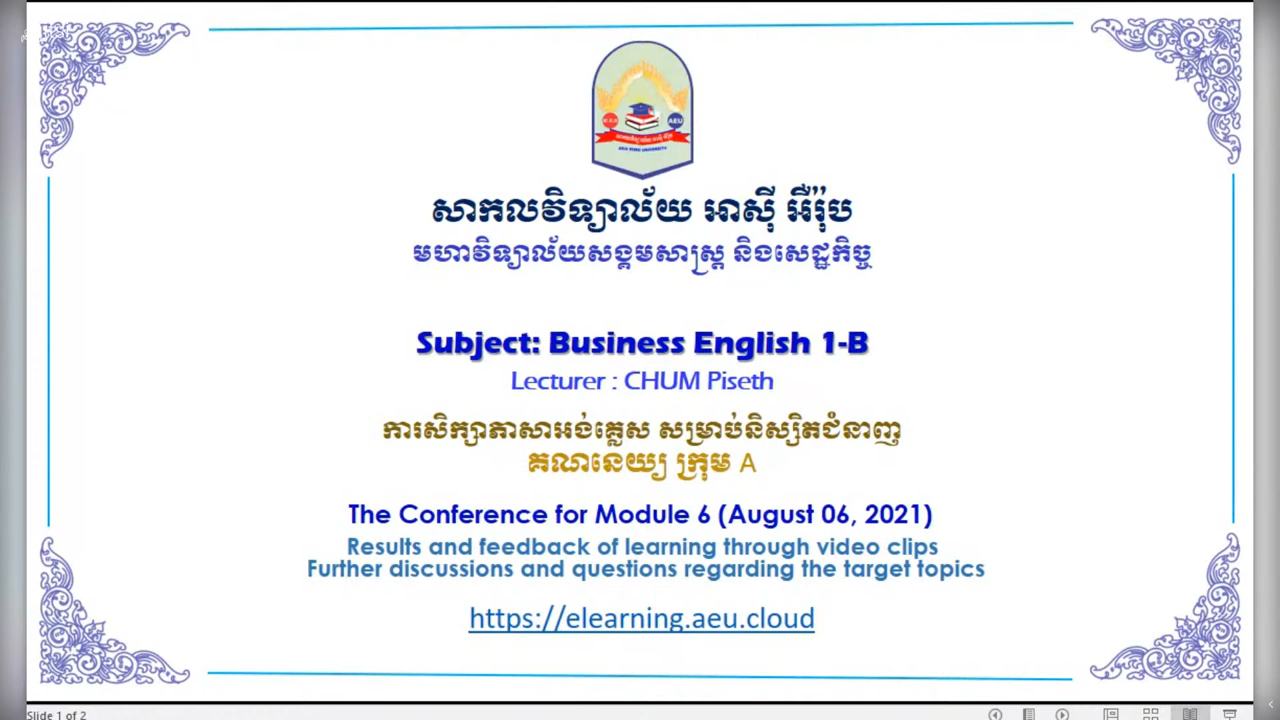 AEU
ASIA EURO UNIVERSITY
សាកលវិទ្យាល័យ អាស៊ី អឺរ៉ុប
មហាវិទ្យាល័យសង្គមសាស្ត្រ និងសេដ្ឋកិច្ច
Subject: Business English 1-B
Lecturer : CHUM Piseth
ការសិក្សាភាសាអង់គ្លេស សម្រាប់និស្សិតជំនាញ
គណនេយ្យ ក្រុម A
The Conference for Module 6 (August 06, 2021)
Results and feedback of learning through video clips
Further discussions and questions regarding the target topics
https://elearning.aeu.cloud
Slide 1 of 2